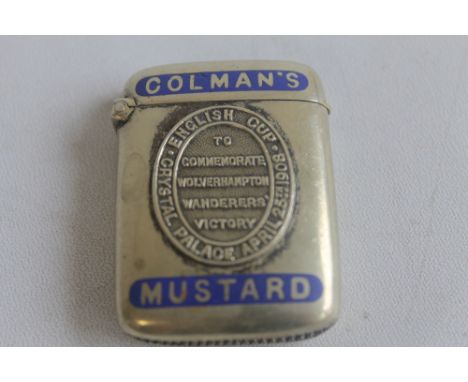 COLMAN'S
ENGLISH CUP
CRYSTAL PALACE, APRIL 25TH 1908
TO
COMMEMORATE
WOLVERHAMPTON
WANDERERS,
VICTORY
MUSTARD